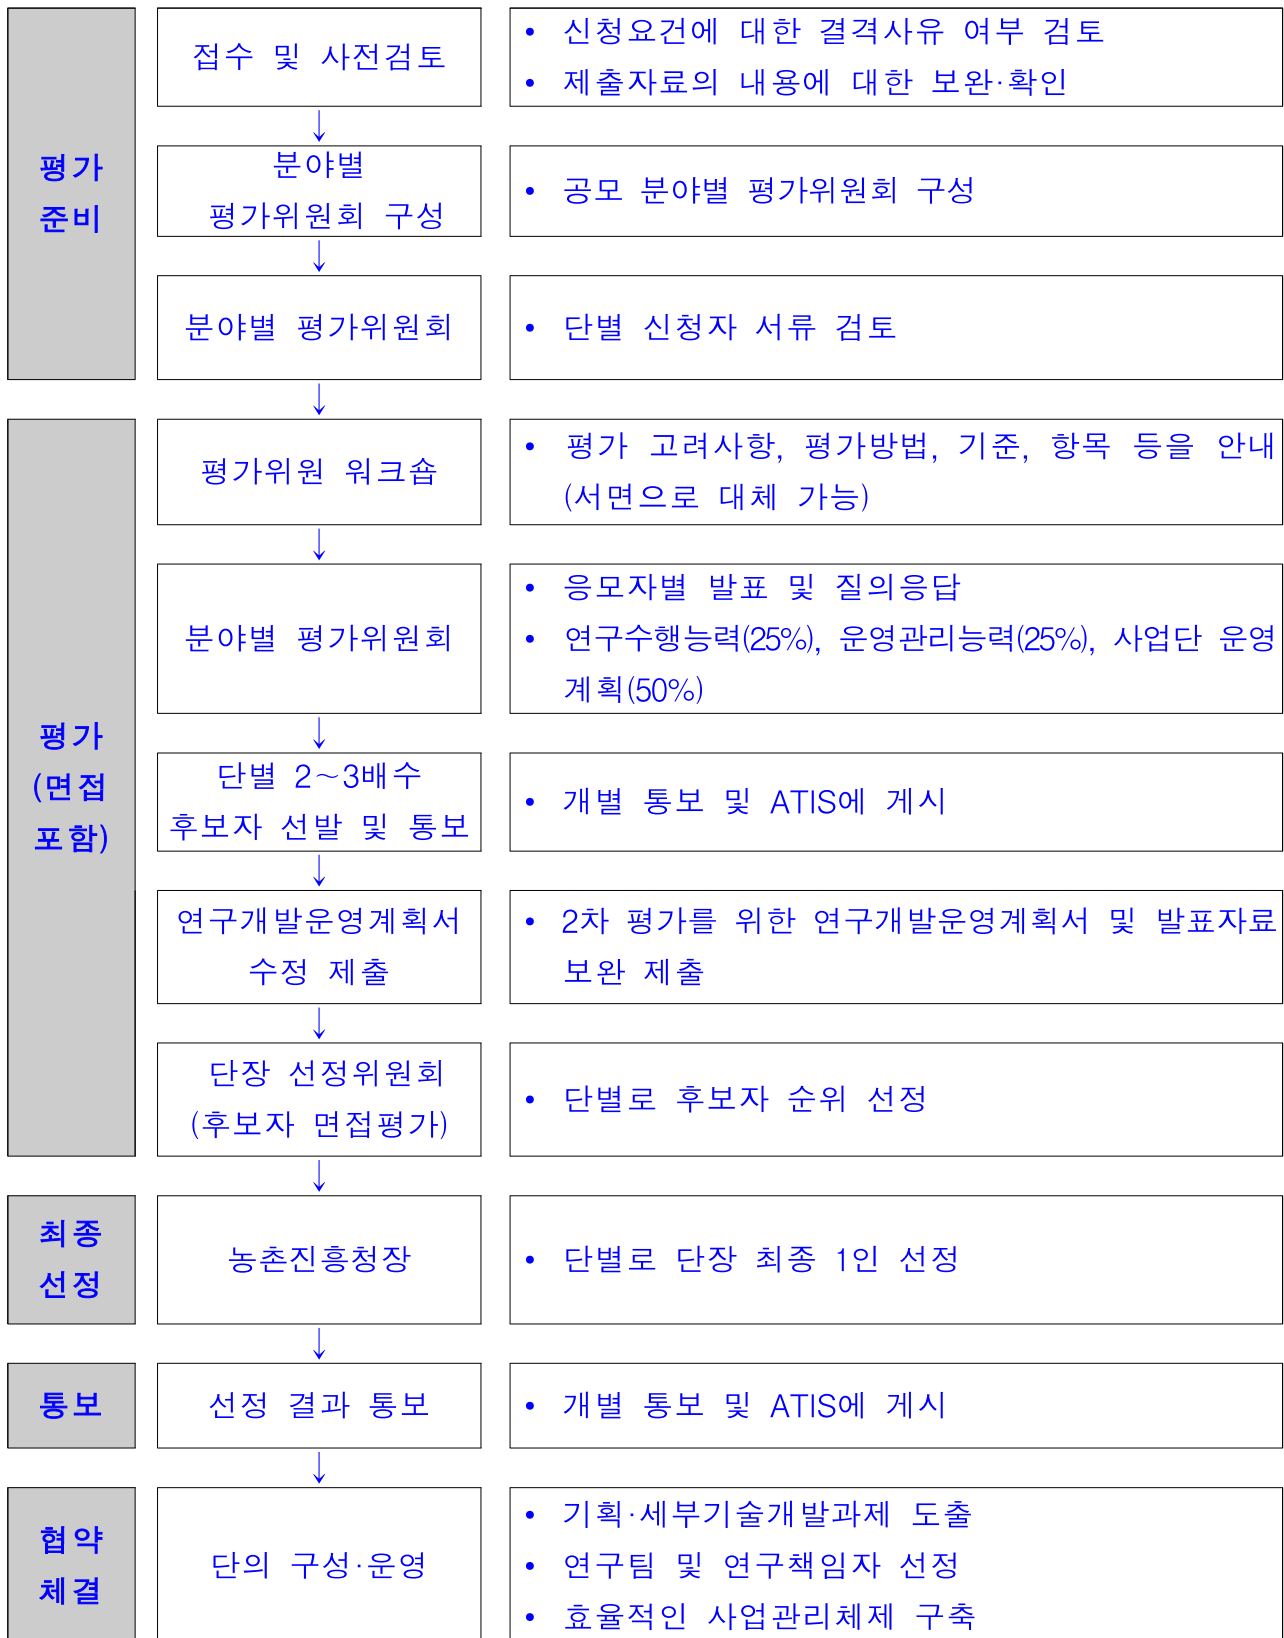 평가
준비
접수 및 사전검토
• 신청요건에 대한 결격사유 여부 검토
• 제출자료의 내용에 대한 보완·확인
↓
분야별
평가위원회 구성
• 공모 분야별 평가위원회 구성
↓
분야별 평가위원회
• 단별 신청자 서류 검토
↓
평가
(면접
포함)
평가위원 워크숍
• 평가 고려사항, 평가방법, 기준, 항목 등을 안내
(서면으로 대체 가능)
↓
분야별 평가위원회
• 응모자별 발표 및 질의응답
• 연구수행능력(25%), 운영관리능력(25%), 사업단 운영
계획(50%)
↓
단별 2~3배수
후보자 선발 및 통보
• 개별 통보 및 ATIS에 게시
↓
연구개발운영계획서
수정 제출
• 2차 평가를 위한 연구개발운영계획서 및 발표자료
보완 제출
↓
단장 선정위원회
(후보자 면접평가)
• 단별로 후보자 순위 선정
↓
최종
선정
농촌진흥청장
• 단별로 단장 최종 1인 선정
↓
통보
선정 결과 통보
• 개별 통보 및 ATIS에 게시
↓
협약
체결
단의 구성·운영
• 기획·세부기술개발과제 도출
• 연구팀 및 연구책임자 선정
• 효율적인 사업관리체제 구축